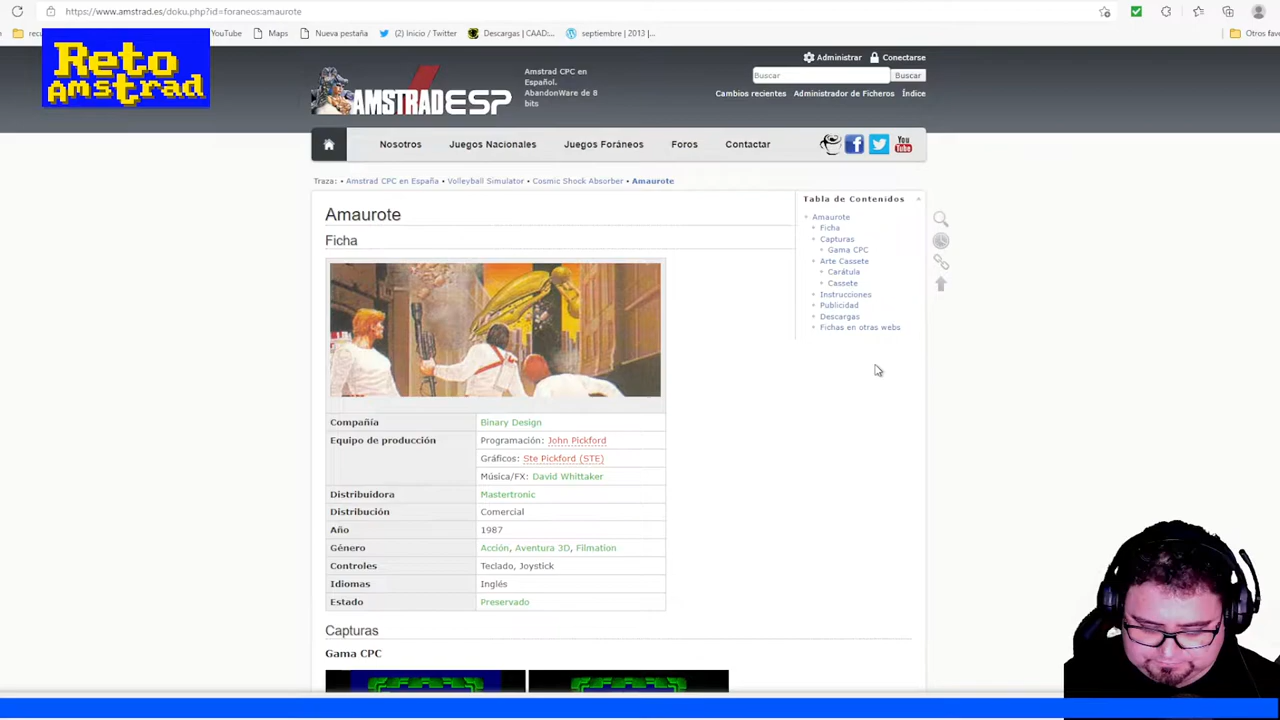 https://www.amstrad.es/doku.php?id=foraneos:amaurote
YouTube
Maps
Nueva pestaña
(2) Inicio / Twitter
Descargas | CAAD:...
septiembre | 2013 |...
Otros fav
Reto
Amstrad
AMSTRADESP
Amstrad CPC en
Español.
AbandonWare de 8
bits
Administrar
Conectarse
Buscar
Buscar
Cambios recientes
Administrador de Ficheros
Índice
Nosotros
Juegos Nacionales
Juegos Foráneos
Foros
Contactar
You
Tube
Traza: • Amstrad CPC en España • Volleyball Simulator • Cosmic Shock Absorber • Amaurote
Amaurote
Ficha
Compañía Binary Design
Equipo de producción Programación: John Pickford
Gráficos: Ste Pickford (STE)
Música/FX: David Whittaker
Distribuidora Mastertronic
Distribución Comercial
Año 1987
Género Acción, Aventura 3D, Filmation
Controles Teclado, Joystick
Idiomas Inglés
Estado Preservado
Capturas
Gama CPC
Tabla de Contenidos
Amaurote
Ficha
Capturas
Gama CPC
Arte Cassete
Carátula
Cassete
Instrucciones
Publicidad
Descargas
Fichas en otras webs